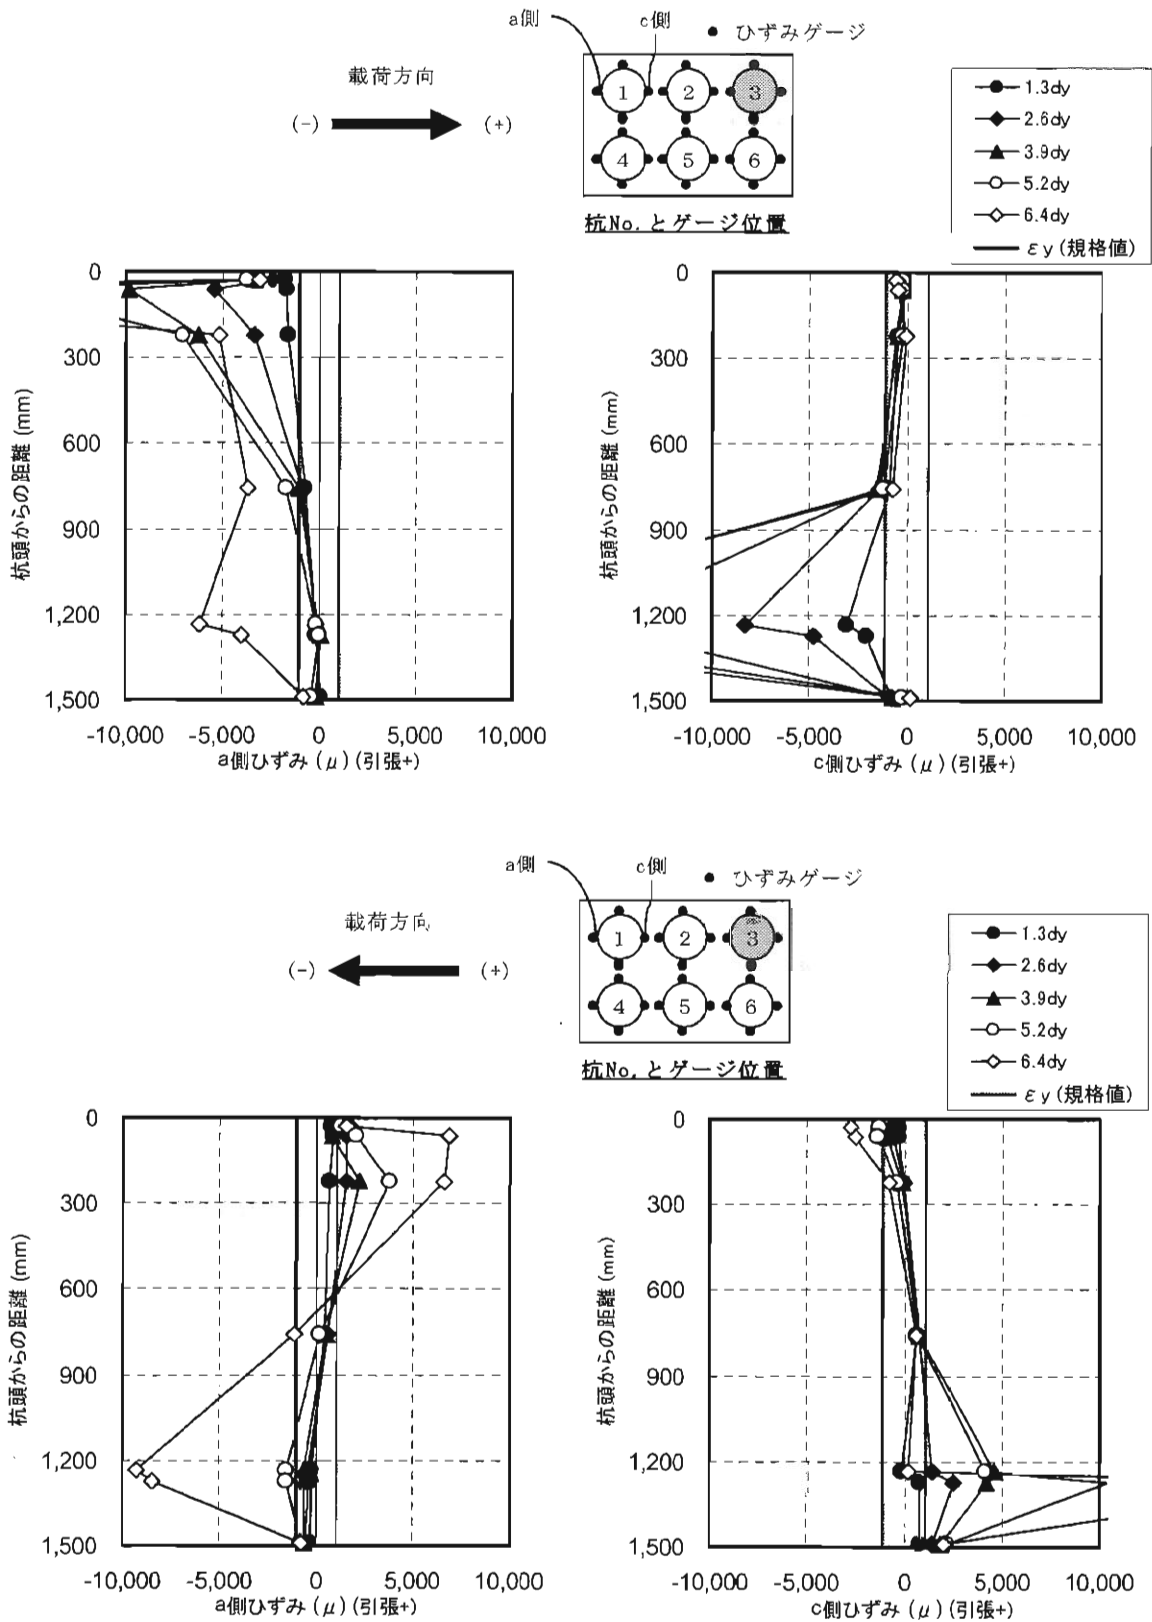 a側 c側 ● ひずみゲージ
載荷方向
(-) (+)
1 2 3
4 5 6
杭No.とゲージ位置
1.3dy
2.6dy
3.9dy
5.2dy
6.4dy
εy(規格値)
杭頭からの距離(mm)
0
300
600
900
1,200
1,500
-10,000 -5,000 0 5,000 10,000
a側ひずみ(μ)(引張+)
杭頭からの距離(mm)
0
300
600
900
1,200
1,500
-10,000 -5,000 0 5,000 10,000
c側ひずみ(μ)(引張+)
a側 c側 ● ひずみゲージ
載荷方向
(-) (+)
1 2 3
4 5 6
杭No.とゲージ位置
1.3dy
2.6dy
3.9dy
5.2dy
6.4dy
εy(規格値)
杭頭からの距離(mm)
0
300
600
900
1,200
1,500
-10,000 -5,000 0 5,000 10,000
a側ひずみ(μ)(引張+)
杭頭からの距離(mm)
0
300
600
900
1,200
1,500
-10,000 -5,000 0 5,000 10,000
c側ひずみ(μ)(引張+)